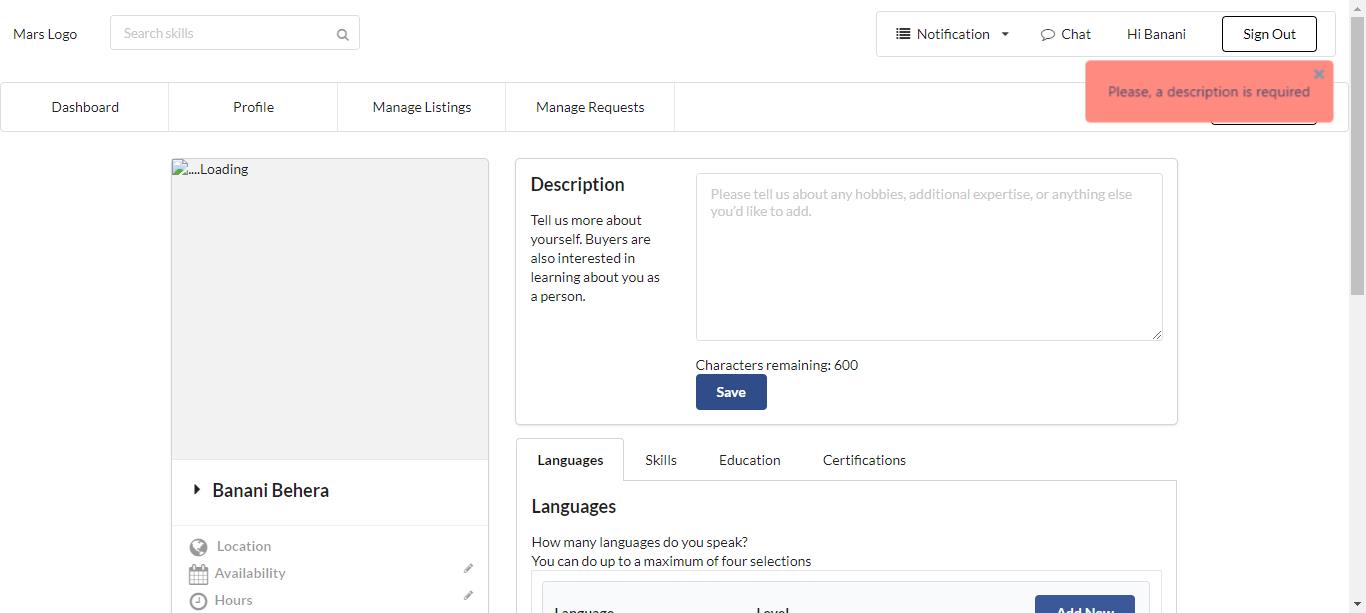 Mars Logo
Search skills
Notification
Chat
Hi Banani
Sign Out
Please, a description is required
Dashboard
Profile
Manage Listings
Manage Requests
....Loading
Description
Tell us more about
yourself. Buyers are
also interested in
learning about you as
a person.
Please tell us about any hobbies, additional expertise, or anything else
you'd like to add.
Characters remaining: 600
Save
Banani Behera
Location
Availability
Hours
Languages
Skills
Education
Certifications
Languages
How many languages do you speak?
You can do up to a maximum of four selections
Language
Level
Add New